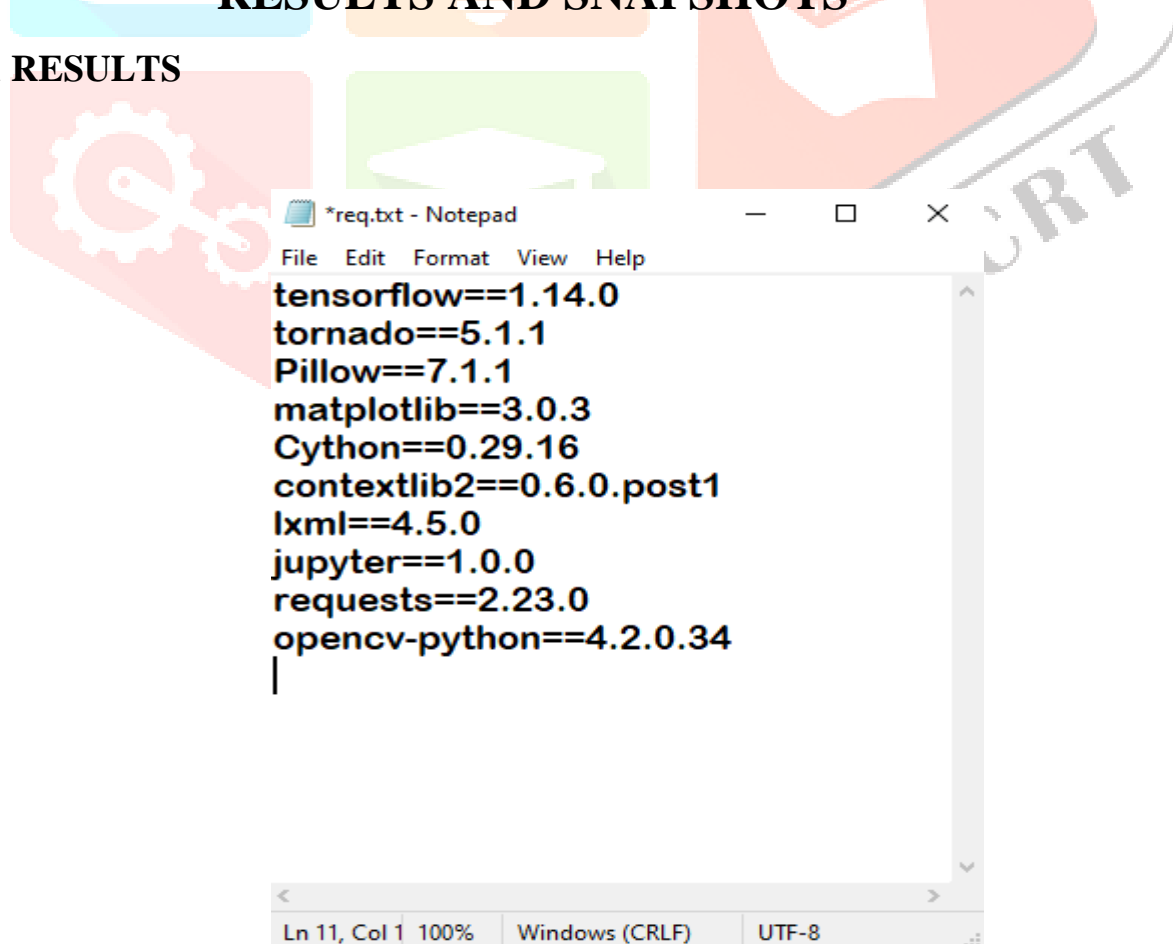 RESULTS AND SNAPSHOTS
RESULTS
CRT
*req.txt - Notepad
File Edit Format View Help
tensorflow==1.14.0
tornado==5.1.1
Pillow==7.1.1
matplotlib==3.0.3
Cython==0.29.16
contextlib2==0.6.0.post1
lxml==4.5.0
jupyter==1.0.0
requests==2.23.0
opencv-python==4.2.0.34
Ln 11, Col 1 100% Windows (CRLF) UTF-8